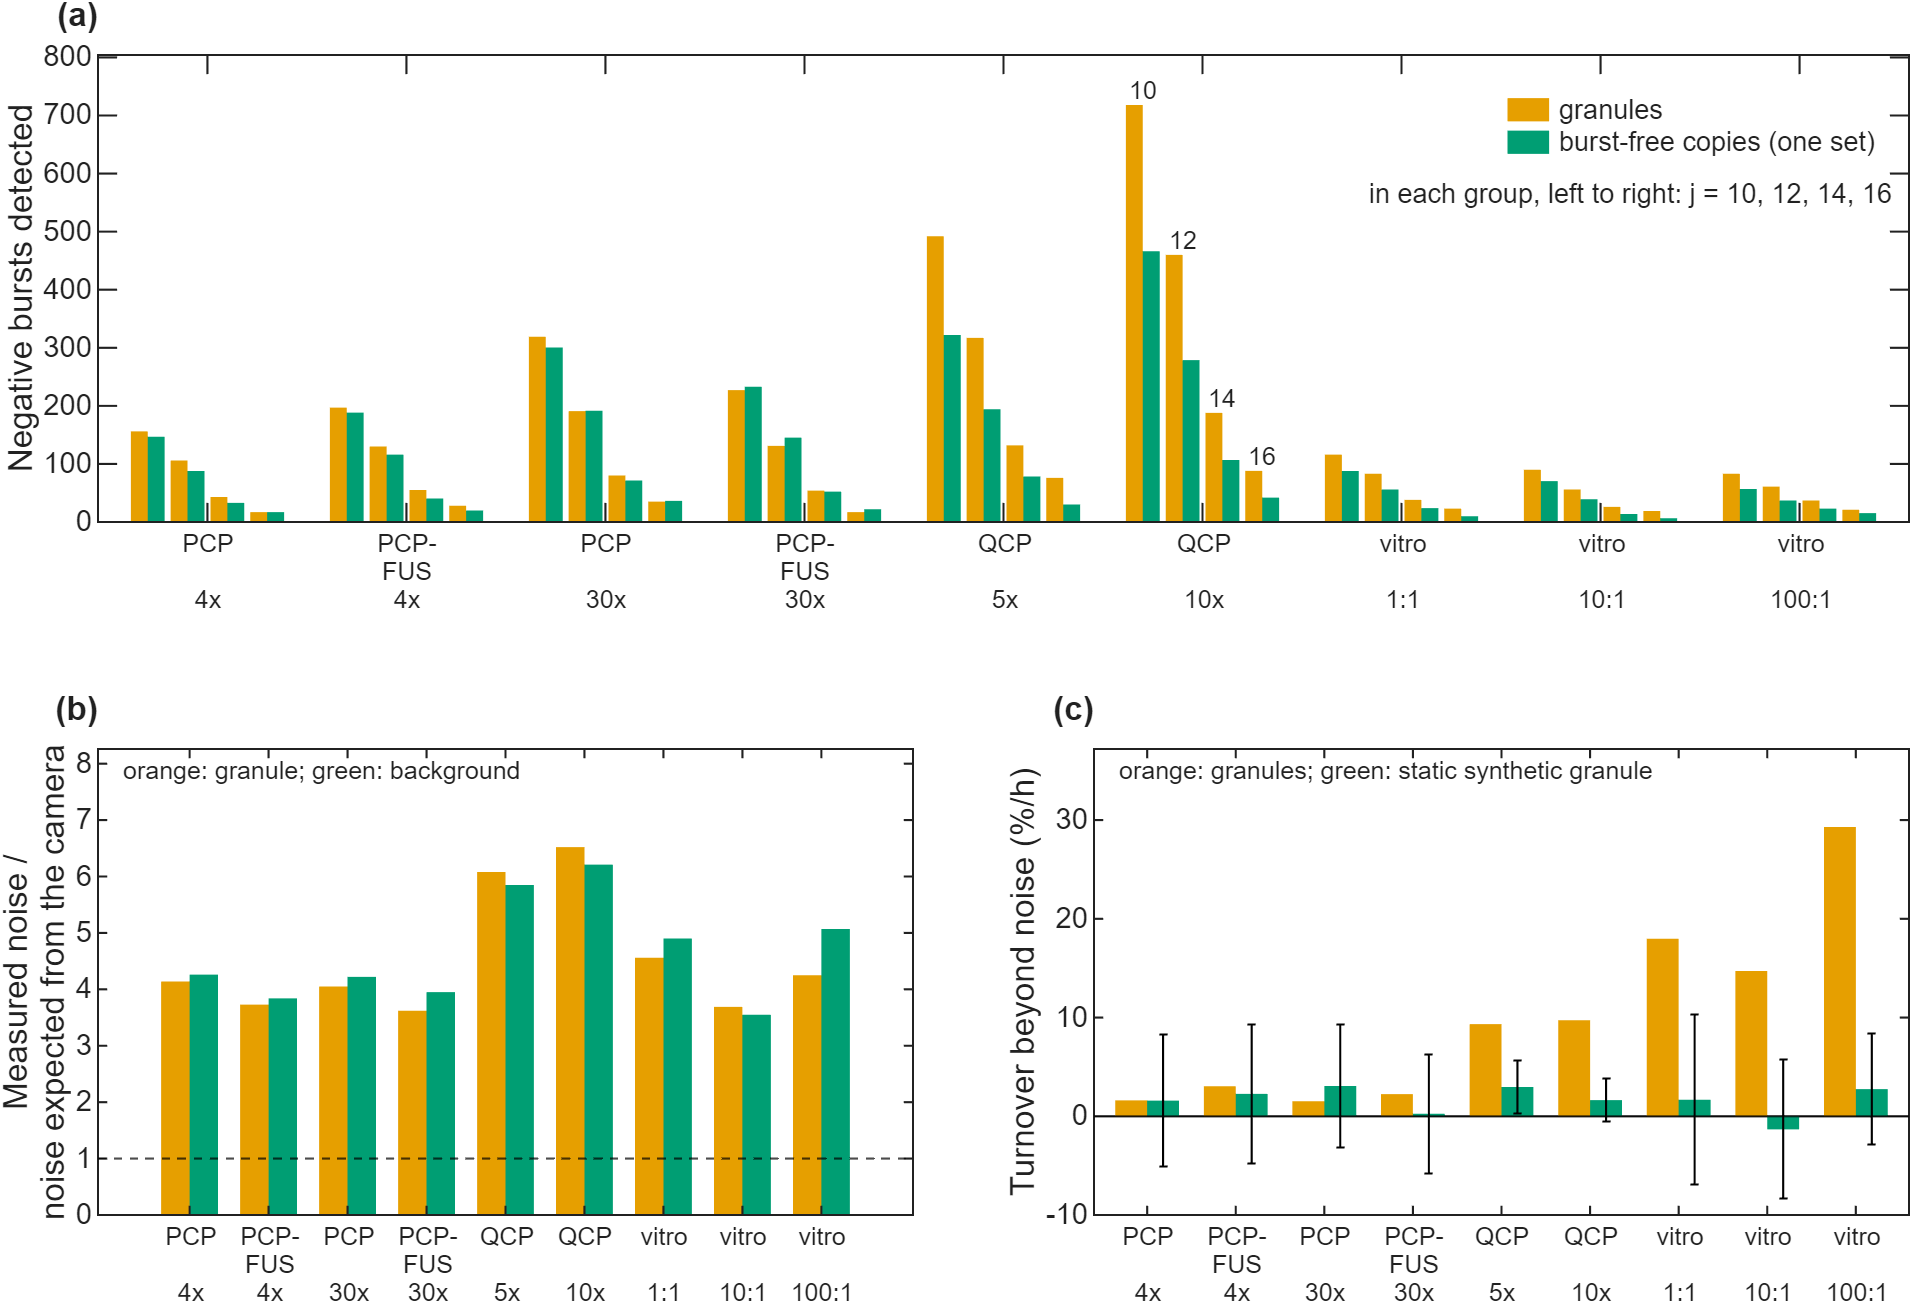 (a)
Negative bursts detected
800
700
600
500
400
300
200
100
0
10
12
14
16
granules
burst-free copies (one set)
in each group, left to right: j = 10, 12, 14, 16
PCP PCP- PCP PCP- QCP QCP vitro vitro vitro
FUS FUS
4x 4x 30x 30x 5x 10x 1:1 10:1 100:1
(b)
Measured noise /
noise expected from the camera
8
7
6
5
4
3
2
1
0
orange: granule; green: background
PCP PCP- PCP PCP- QCP QCP vitro vitro vitro
FUS FUS
4x 4x 30x 30x 5x 10x 1:1 10:1 100:1
(c)
Turnover beyond noise (%/h)
30
20
10
0
-10
orange: granules; green: static synthetic granule
PCP PCP- PCP PCP- QCP QCP vitro vitro vitro
FUS FUS
4x 4x 30x 30x 5x 10x 1:1 10:1 100:1